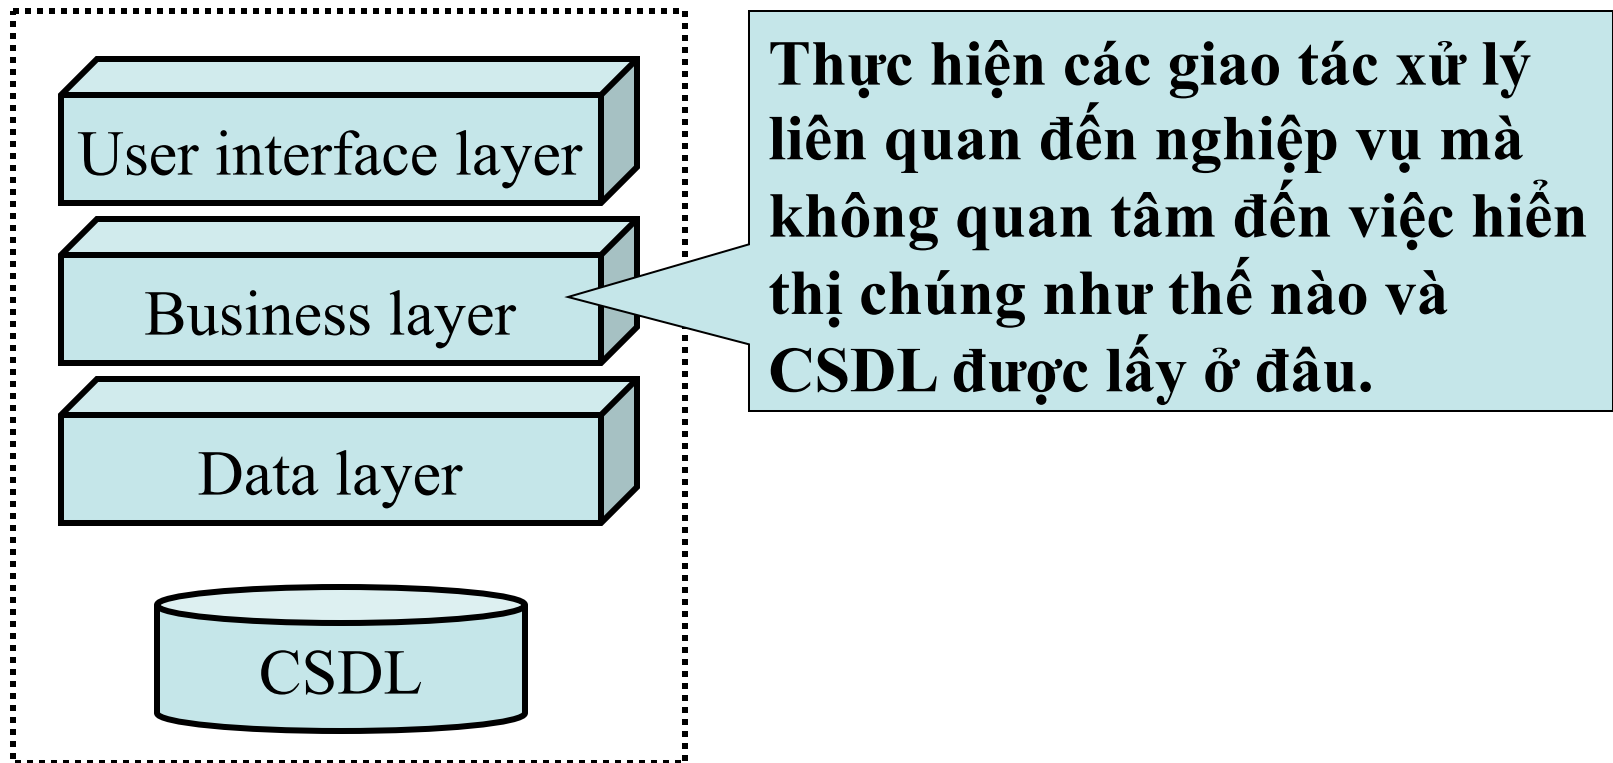 User interface layer
Business layer
Data layer
CSDL
Thực hiện các giao tác xử lý
liên quan đến nghiệp vụ mà
không quan tâm đến việc hiển
thị chúng như thế nào và
CSDL được lấy ở đâu.